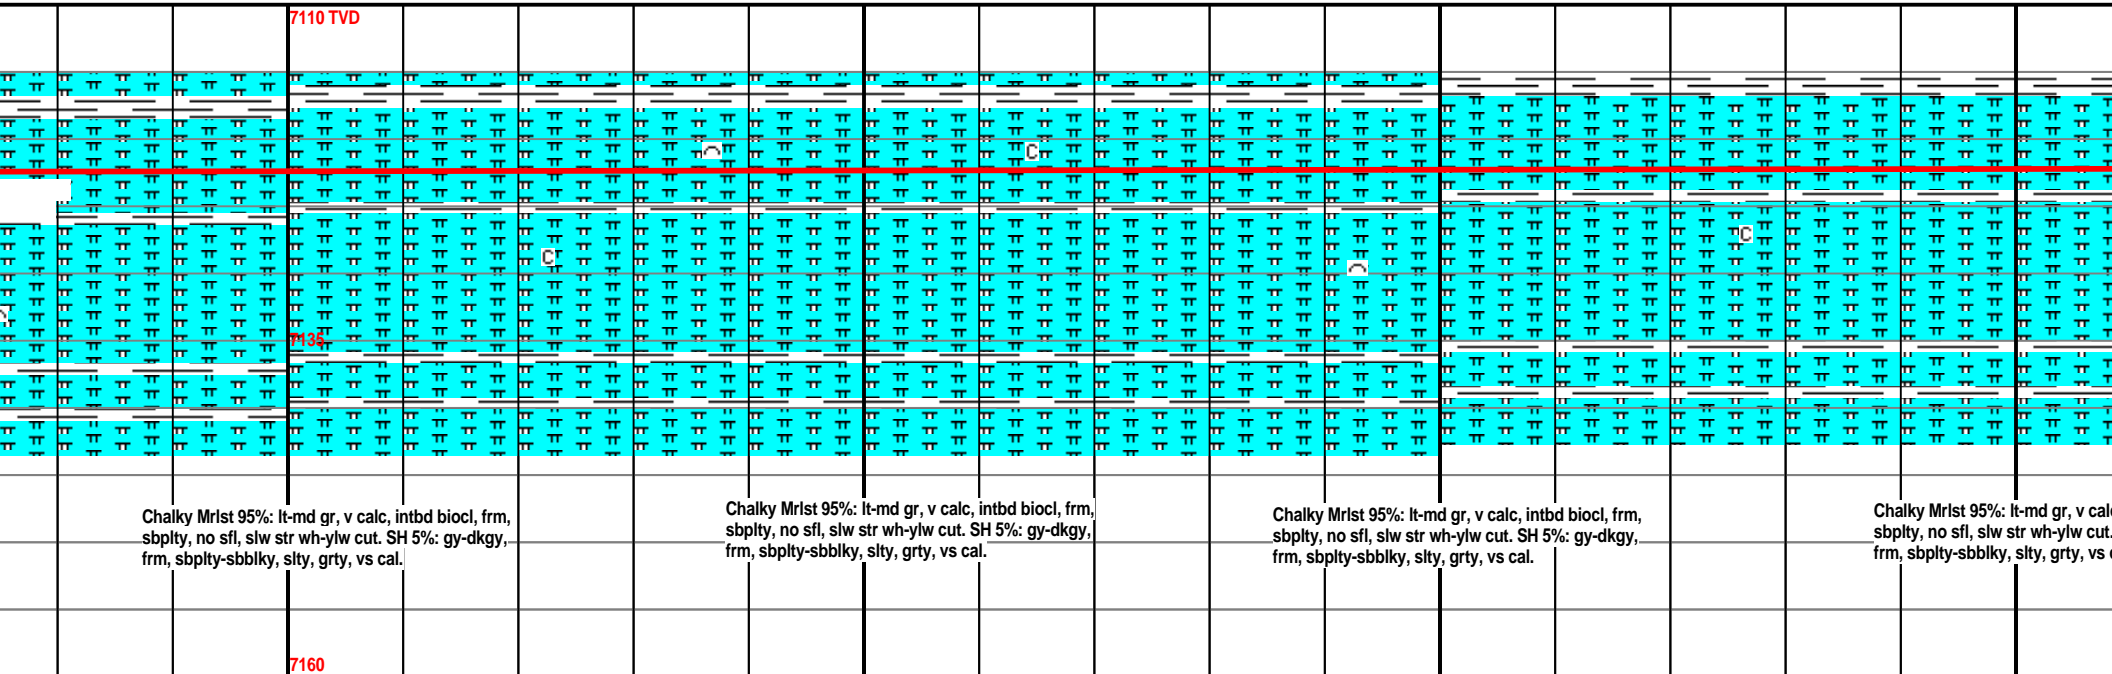 7110 TVD
C
C
C
7135
Chalky Mrlst 95%: lt-md gr, v calc, intbd biocl, frm,
sbplty, no sfl, slw str wh-ylw cut. SH 5%: gy-dkgy,
frm, sbplty-sbblky, slty, grty, vs cal.
Chalky Mrlst 95%: lt-md gr, v calc, intbd biocl, frm,
sbplty, no sfl, slw str wh-ylw cut. SH 5%: gy-dkgy,
frm, sbplty-sbblky, slty, grty, vs cal.
Chalky Mrlst 95%: lt-md gr, v calc, intbd biocl, frm,
sbplty, no sfl, slw str wh-ylw cut. SH 5%: gy-dkgy,
frm, sbplty-sbblky, slty, grty, vs cal.
Chalky Mrlst 95%: lt-md gr, v calc
sbplty, no sfl, slw str wh-ylw cut.
frm, sbplty-sbblky, slty, grty, vs
7160